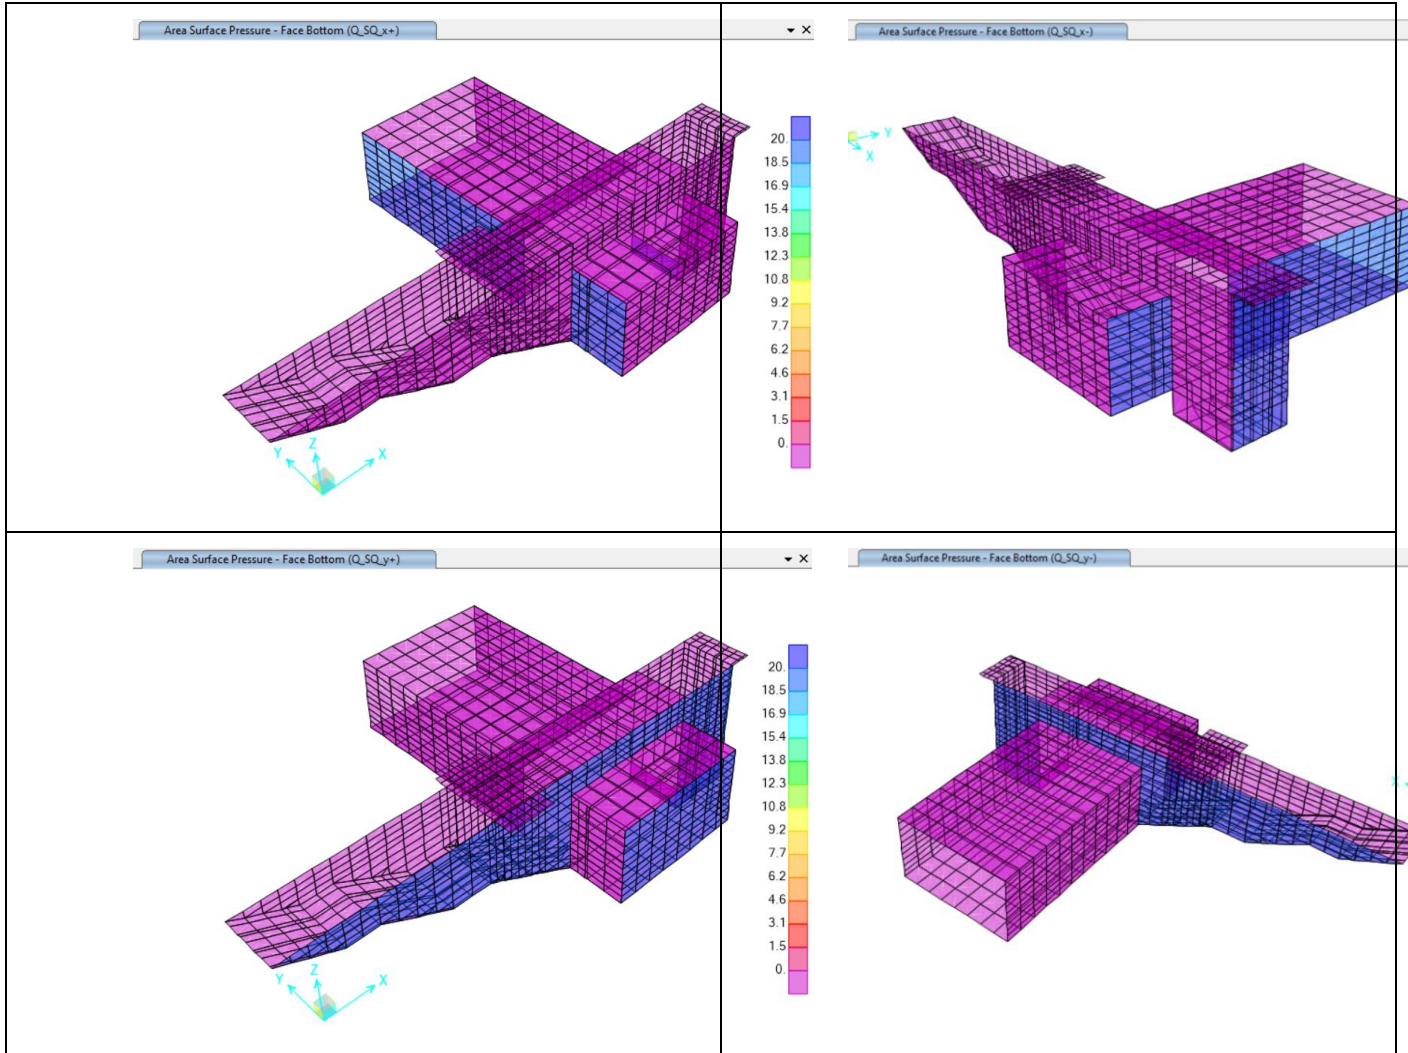 Area Surface Pressure - Face Bottom (Q_SQ_x+)
20.
18.5
16.9
15.4
13.8
12.3
10.8
9.2
7.7
6.2
4.6
3.1
1.5
0.
Y
Z
X
Area Surface Pressure - Face Bottom (Q_SQ_x-)
Y
X
Area Surface Pressure - Face Bottom (Q_SQ_y+)
20.
18.5
16.9
15.4
13.8
12.3
10.8
9.2
7.7
6.2
4.6
3.1
1.5
0.
Y
Z
X
Area Surface Pressure - Face Bottom (Q_SQ_y-)
X